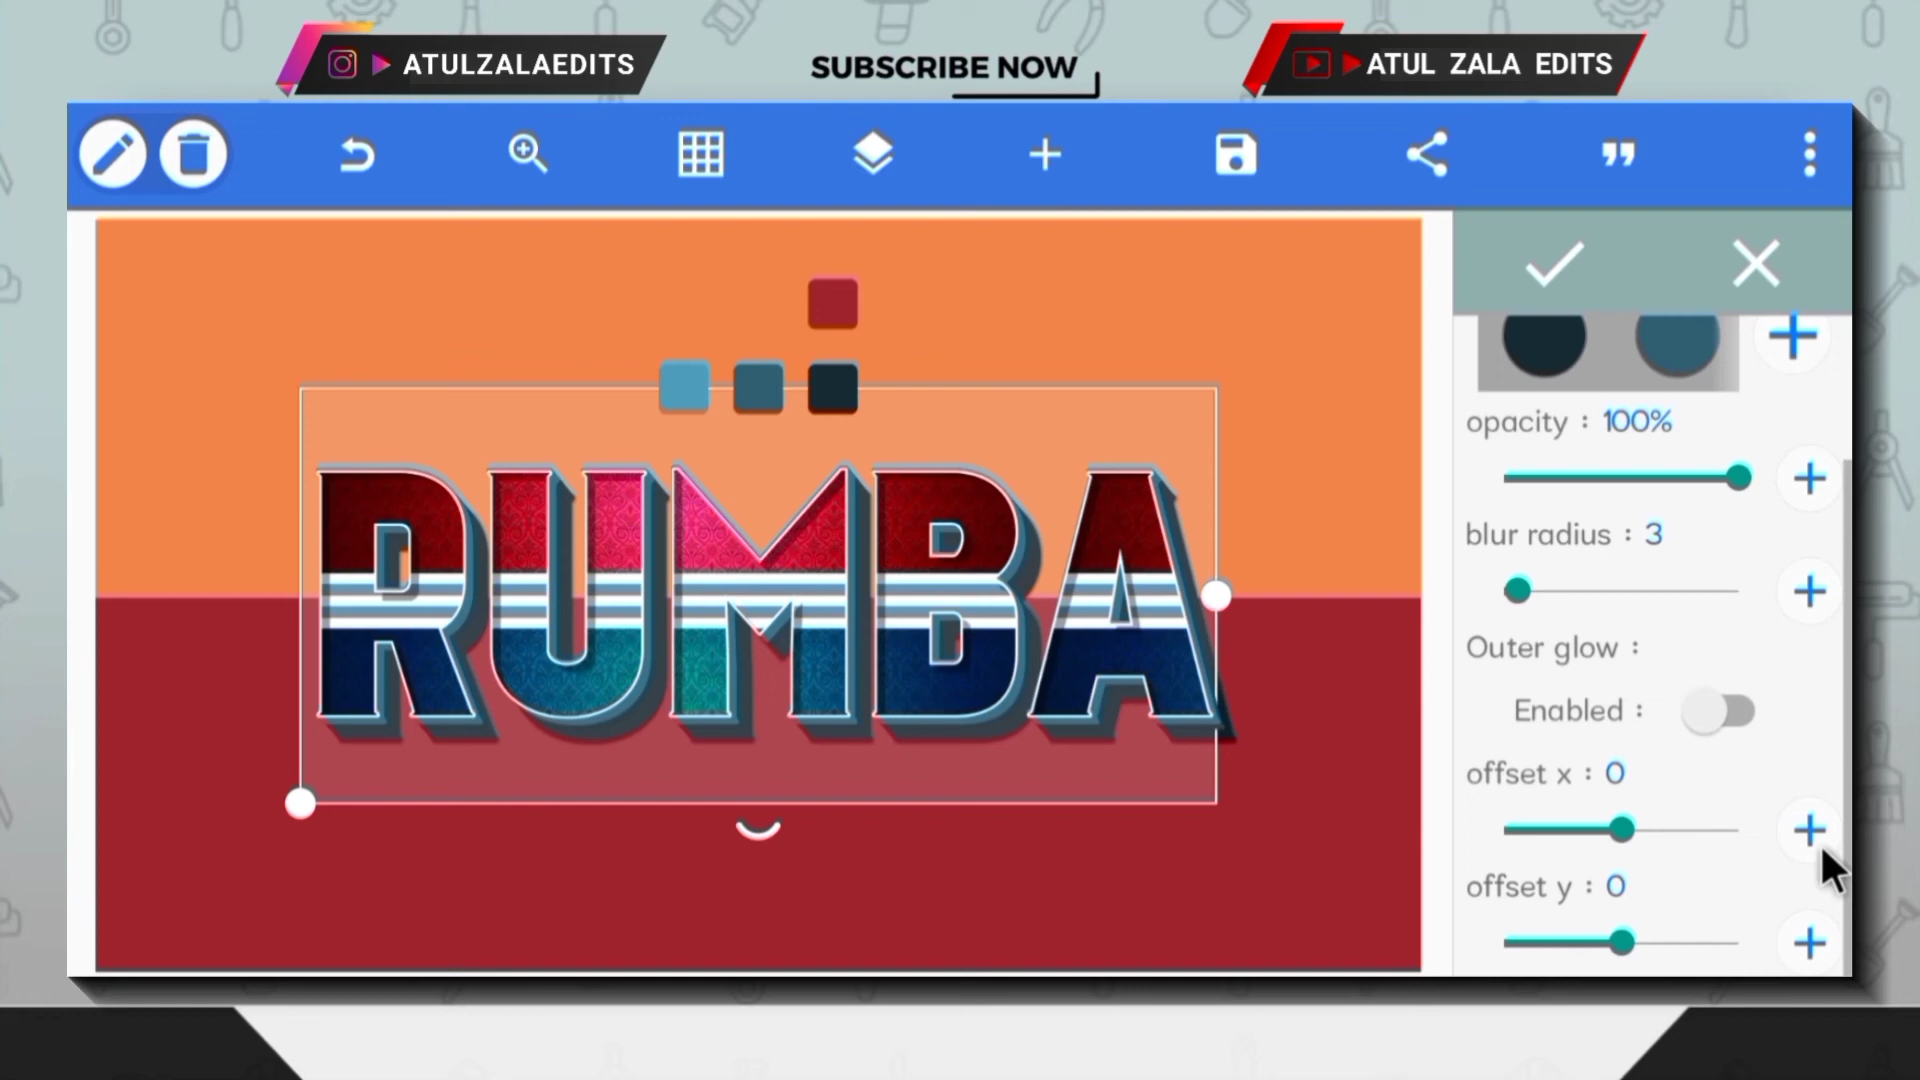 ATULZALAEDITS
SUBSCRIBE NOW
ATUL ZALA EDITS
RUMBA
opacity : 100%
blur radius : 3
Outer glow :
Enabled :
offset x : 0
offset y : 0